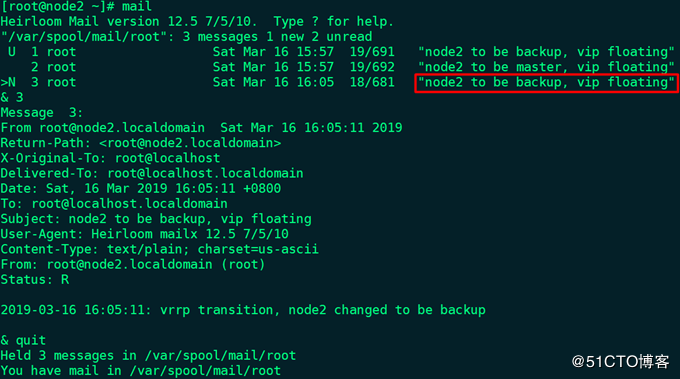 [root@node2 ~]# mail
Heirloom Mail version 12.5 7/5/10.  Type ? for help.
"/var/spool/mail/root": 3 messages 1 new 2 unread
 U  1 root                  Sat Mar 16 15:57  19/691   "node2 to be backup, vip floating"
    2 root                  Sat Mar 16 15:57  19/692   "node2 to be master, vip floating"
>N  3 root                  Sat Mar 16 16:05  18/681   "node2 to be backup, vip floating"
& 3
Message  3:
From root@node2.localdomain  Sat Mar 16 16:05:11 2019
Return-Path: <root@node2.localdomain>
X-Original-To: root@localhost
Delivered-To: root@localhost.localdomain
Date: Sat, 16 Mar 2019 16:05:11 +0800
To: root@localhost.localdomain
Subject: node2 to be backup, vip floating
User-Agent: Heirloom mailx 12.5 7/5/10
Content-Type: text/plain; charset=us-ascii
From: root@node2.localdomain (root)
Status: R

2019-03-16 16:05:11: vrrp transition, node2 changed to be backup

& quit
Held 3 messages in /var/spool/mail/root
You have mail in /var/spool/mail/root
@51CTO博客